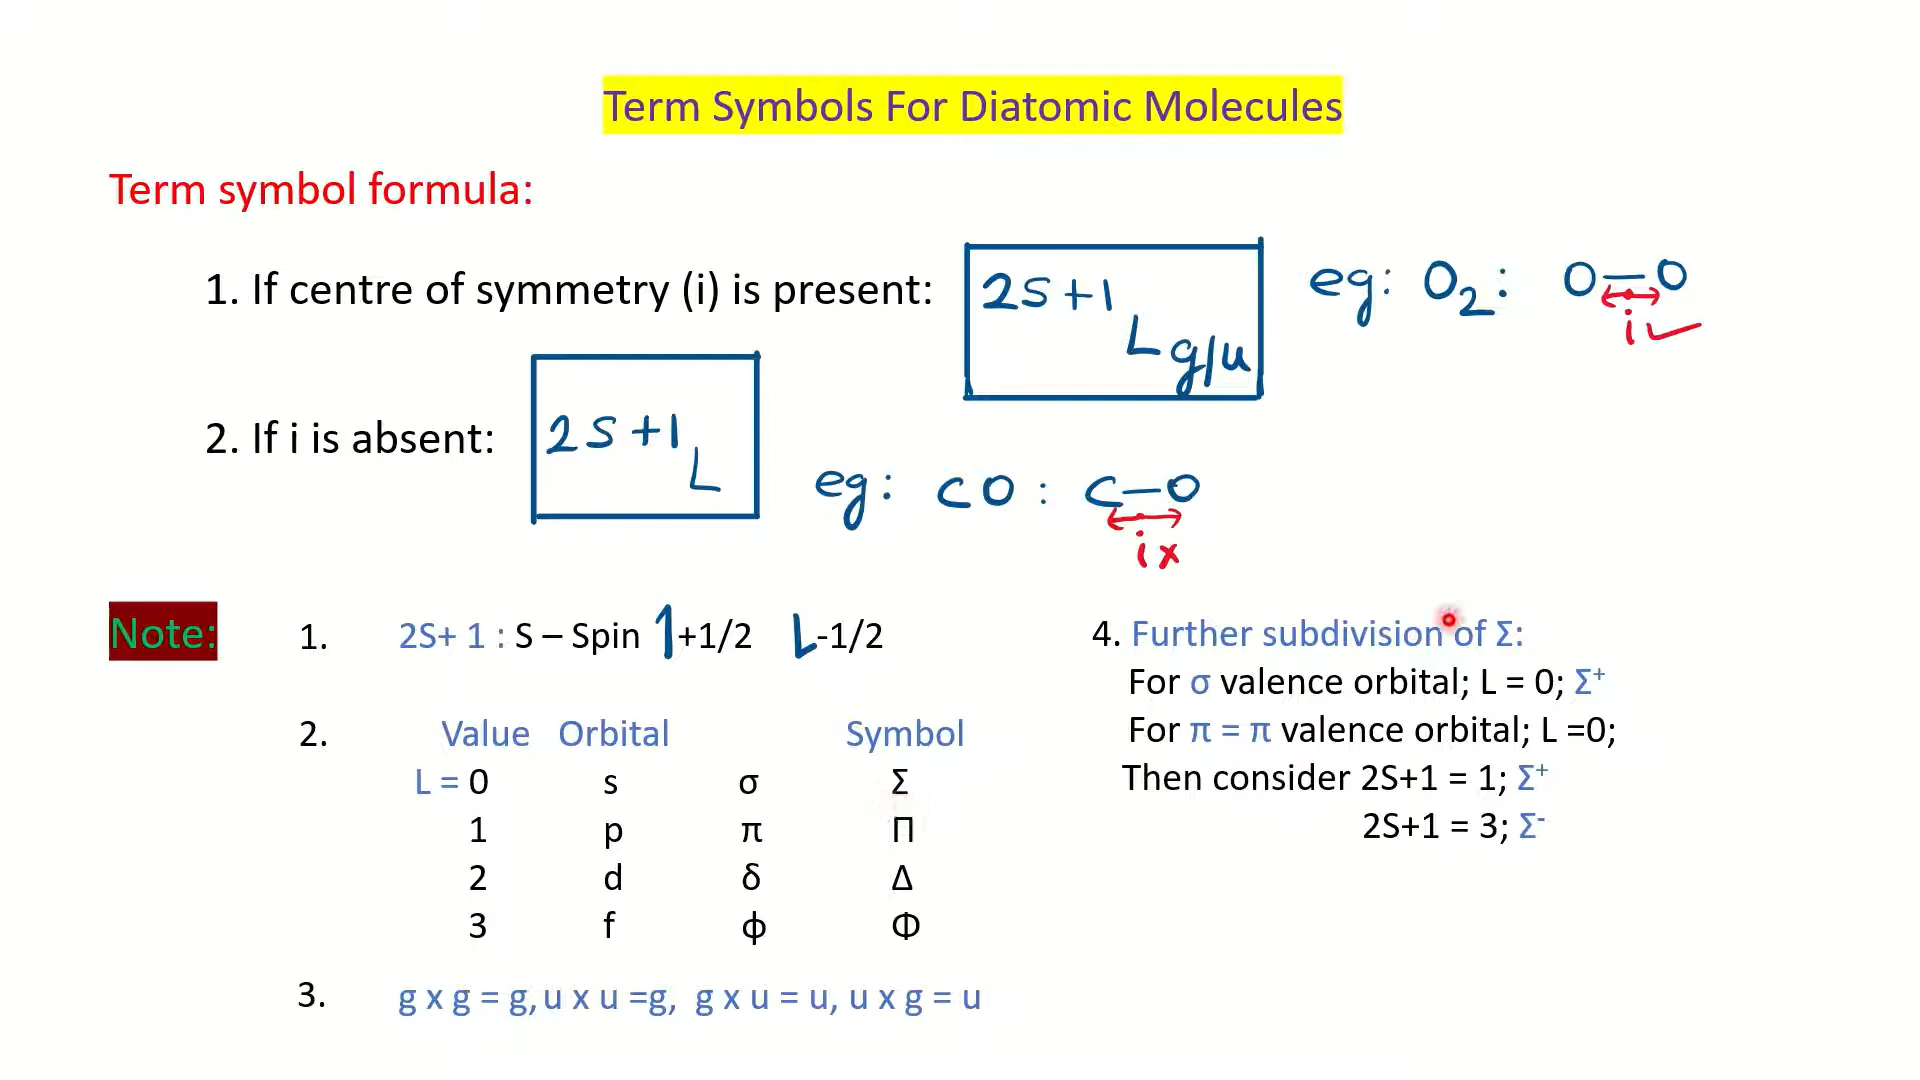 Term Symbols For Diatomic Molecules
Term symbol formula:
1. If centre of symmetry (i) is present: 2S+1 L g/u eg: O2: O=O
i ✓
2. If i is absent: 2S+1 L
eg: CO: C–O
i x
Note:
1. 2S+ 1 : S – Spin 1+1/2 L-1/2
2. Value Orbital Symbol
L = 0 s σ Σ
1 p π Π
2 d δ Δ
3 f ϕ Φ
3. g x g = g, u x u =g, g x u = u, u x g = u
4. Further subdivision of Σ:
For σ valence orbital; L = 0; Σ⁺
For π = π valence orbital; L =0;
Then consider 2S+1 = 1; Σ⁺
2S+1 = 3; Σ⁻